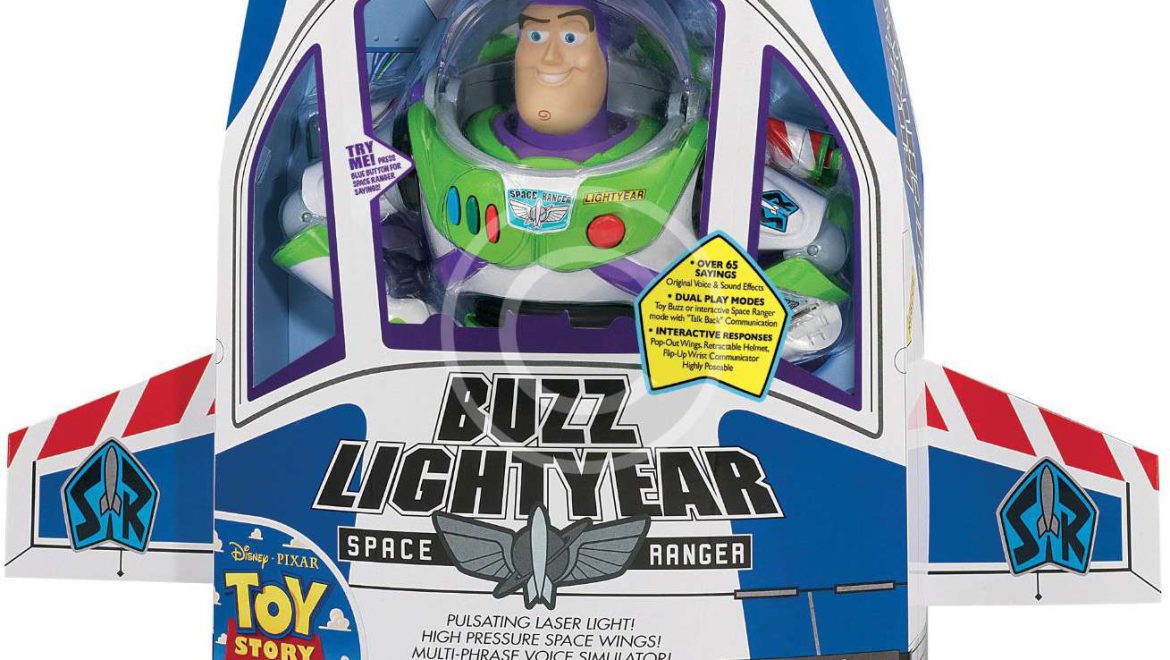 TRY
ME! PRESS
BLUE BUTTON FOR
SPACE RANGER
SAYINGS!
SPACE RANGER
LIGHTYEAR
• OVER 65
SAYINGS
Original Voice & Sound Effects
• DUAL PLAY MODES
Toy Buzz or interactive Space Ranger
mode with "Talk Back" Communication
• INTERACTIVE RESPONSES
Pop-Out Wings, Retractable Helmet,
Flip-Up Wrist Communicator
Highly Poseable
BUZZ
LIGHTYEAR
SPACE RANGER
SR
SR
Disney • PIXAR
TOY
STORY
PULSATING LASER LIGHT!
HIGH PRESSURE SPACE WINGS!
MULTI-PHRASE VOICE SIMULATOR!